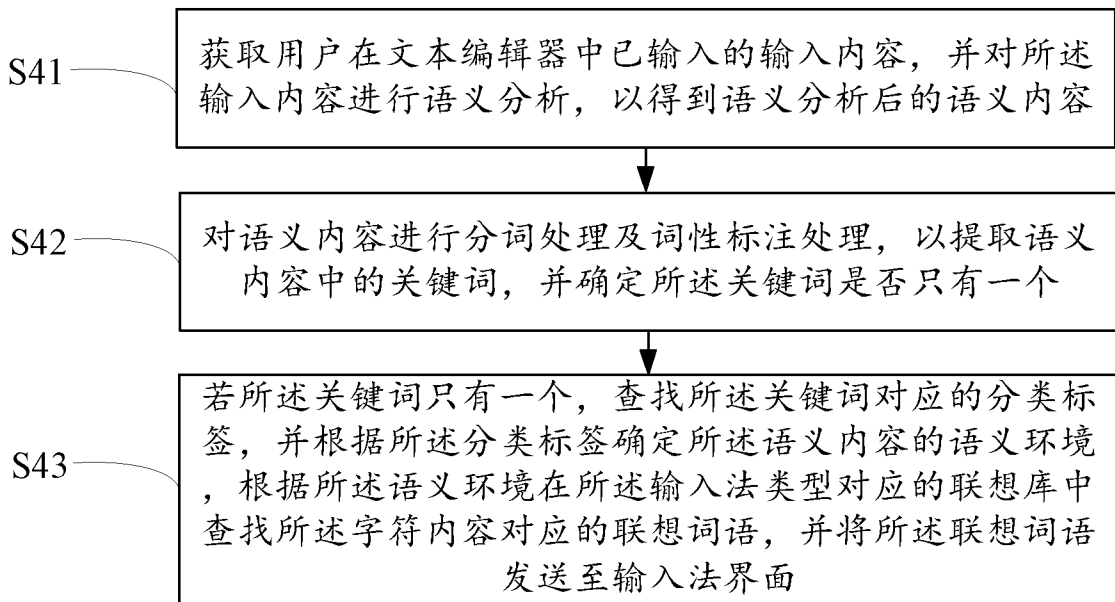 S41
获取用户在文本编辑器中已输入的输入内容，并对所述
输入内容进行语义分析，以得到语义分析后的语义内容
S42
对语义内容进行分词处理及词性标注处理，以提取语义
内容中的关键词，并确定所述关键词是否只有一个
S43
若所述关键词只有一个，查找所述关键词对应的分类标
签，并根据所述分类标签确定所述语义内容的语义环境
，根据所述语义环境在所述输入法类型对应的联想库中
查找所述字符内容对应的联想词语，并将所述联想词语
发送至输入法界面